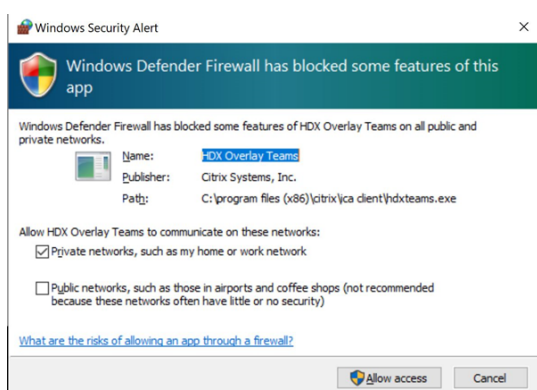 Windows Security Alert
Windows Defender Firewall has blocked some features of this
app
Windows Defender Firewall has blocked some features of HDX Overlay Teams on all public and
private networks.
Name: HDX Overlay Teams
Publisher: Citrix Systems, Inc.
Path: C:\program files (x86)\citrix\ica client\hdxteams.exe
Allow HDX Overlay Teams to communicate on these networks:
Private networks, such as my home or work network
Public networks, such as those in airports and coffee shops (not recommended
because these networks often have little or no security)
What are the risks of allowing an app through a firewall?
Allow access Cancel